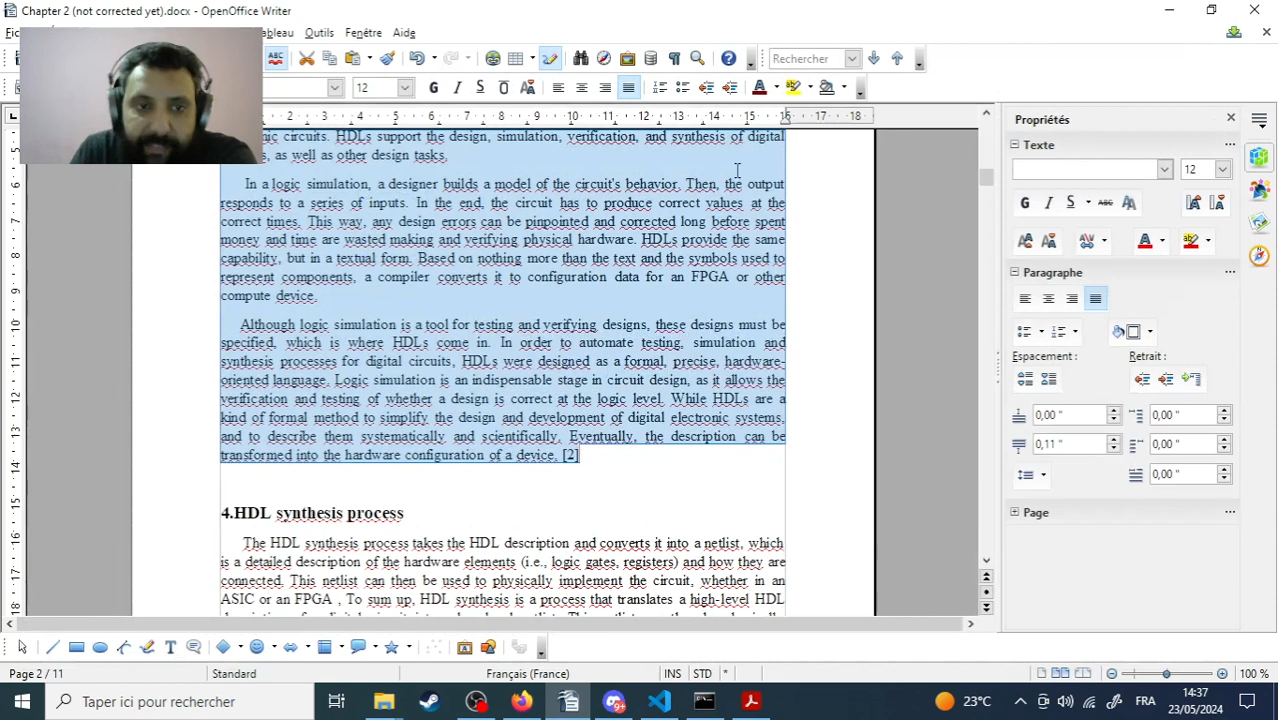 Chapter 2 (not corrected yet).docx - OpenOffice Writer
Outils Fenêtre Aide
Rechercher
12
2 3 4 5 6 7 8 9 10 11 12 13 14 15 16 17 18
circuits. HDLs support the design, simulation, verification, and synthesis of digital
, as well as other design tasks.
In a logic simulation, a designer builds a model of the circuit's behavior. Then, the output
responds to a series of inputs. In the end, the circuit has to produce correct values at the
correct times. This way, any design errors can be pinpointed and corrected long before spent
money and time are wasted making and verifying physical hardware. HDLs provide the same
capability, but in a textual form. Based on nothing more than the text and the symbols used to
represent components, a compiler converts it to configuration data for an FPGA or other
compute device.
Although logic simulation is a tool for testing and verifying designs, these designs must be
specified, which is where HDLs come in. In order to automate testing, simulation and
synthesis processes for digital circuits, HDLs were designed as a formal, precise, hardware-
oriented language. Logic simulation is an indispensable stage in circuit design, as it allows the
verification and testing of whether a design is correct at the logic level. While HDLs are a
kind of formal method to simplify the design and development of digital electronic systems,
and to describe them systematically and scientifically. Eventually, the description can be
transformed into the hardware configuration of a device. [2]
4.HDL synthesis process
The HDL synthesis process takes the HDL description and converts it into a netlist, which
is a detailed description of the hardware elements (i.e., logic gates, registers) and how they are
connected. This netlist can then be used to physically implement the circuit, whether in an
ASIC or an FPGA , To sum up, HDL synthesis is a process that translates a high-level HDL
Propriétés
Texte
12
Paragraphe
Espacement : Retrait :
0,00 " 0,00 "
0,11 " 0,00 "
0,00 "
Page
Page 2 / 11
Standard
Français (France)
INS
STD
*
100 %
Taper ici pour rechercher
23°C
FRA
14:37
23/05/2024